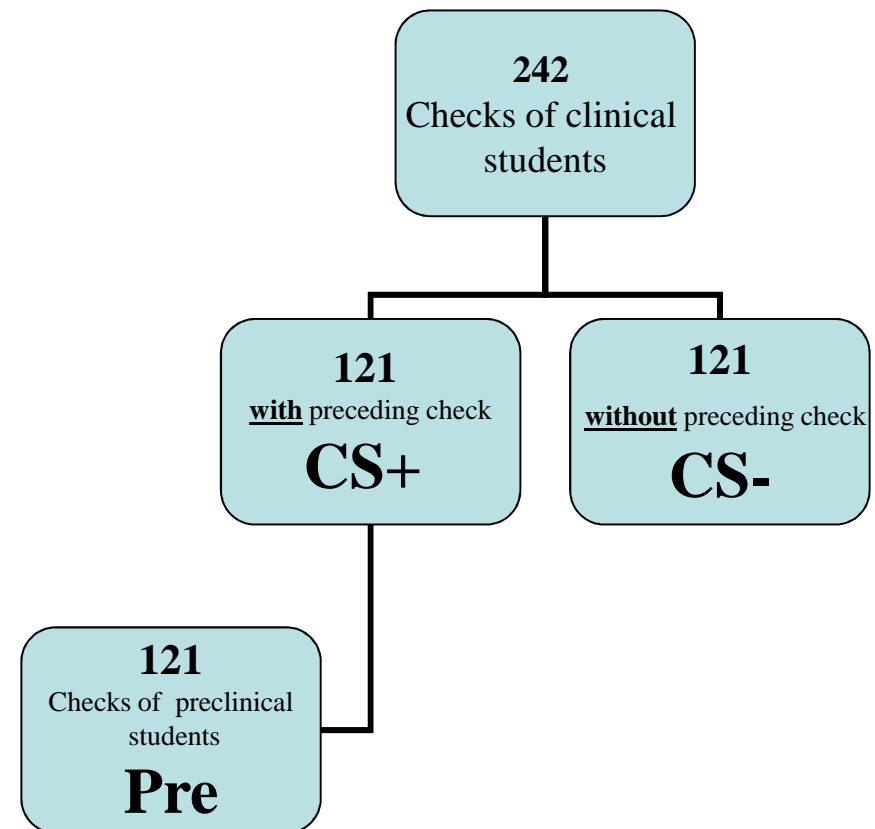 242
Checks of clinical
students
121
with preceding check
CS+
121
without preceding check
CS-
121
Checks of preclinical
students
Pre